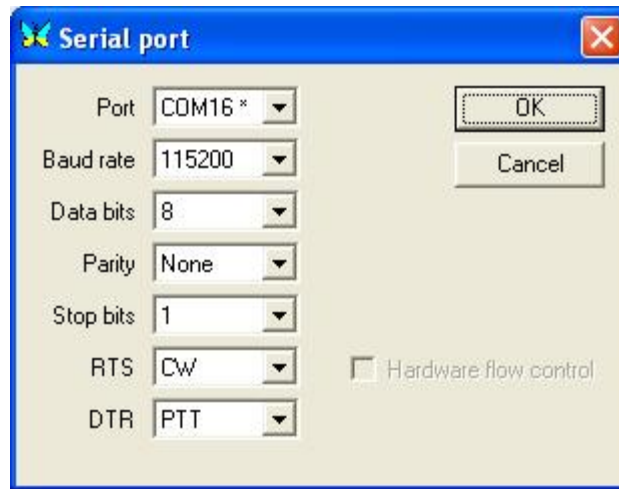 Serial port
Port COM16 * OK
Baud rate 115200 Cancel
Data bits 8
Parity None
Stop bits 1
RTS CW Hardware flow control
DTR PTT